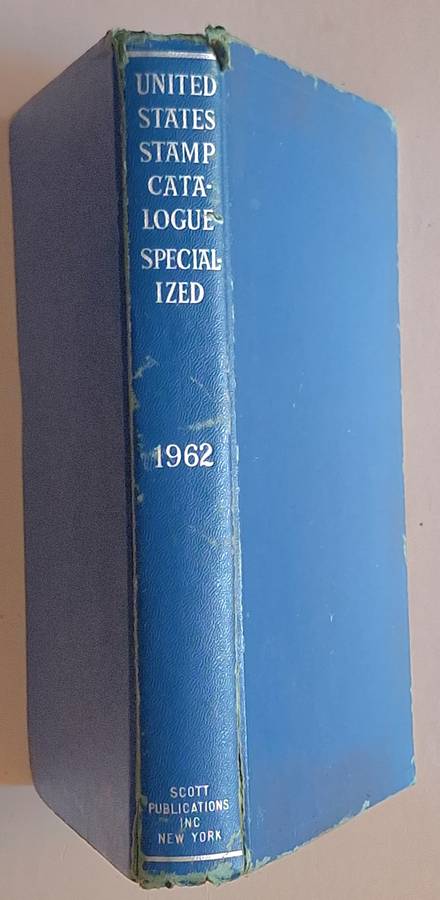 UNITED
STATES
STAMP
CATA-
LOGUE
SPECIAL-
IZED
1962
SCOTT
PUBLICATIONS
INC
NEW YORK